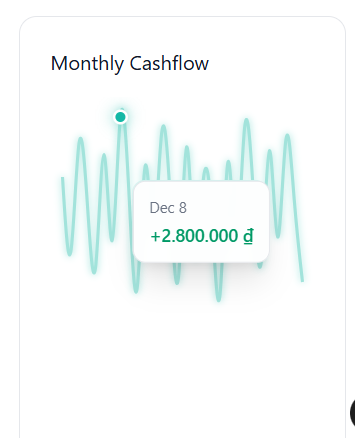 Monthly Cashflow
Dec 8
+2.800.000 ₫